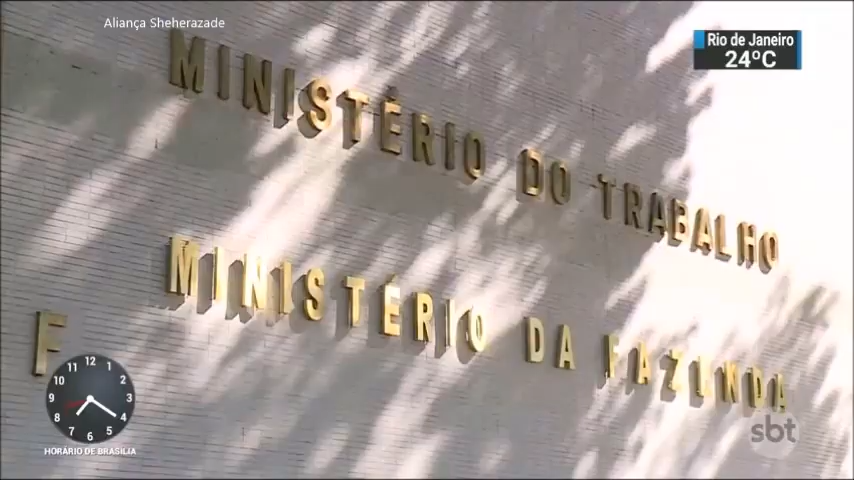 Aliança Sheherazade
Rio de Janeiro
24ºC
MINISTÉRIO DO TRABALHO
MINISTÉRIO DA FAZENDA
F
12
1
2
3
4
5
6
7
8
9
10
11
HORÁRIO DE BRASÍLIA
sbt